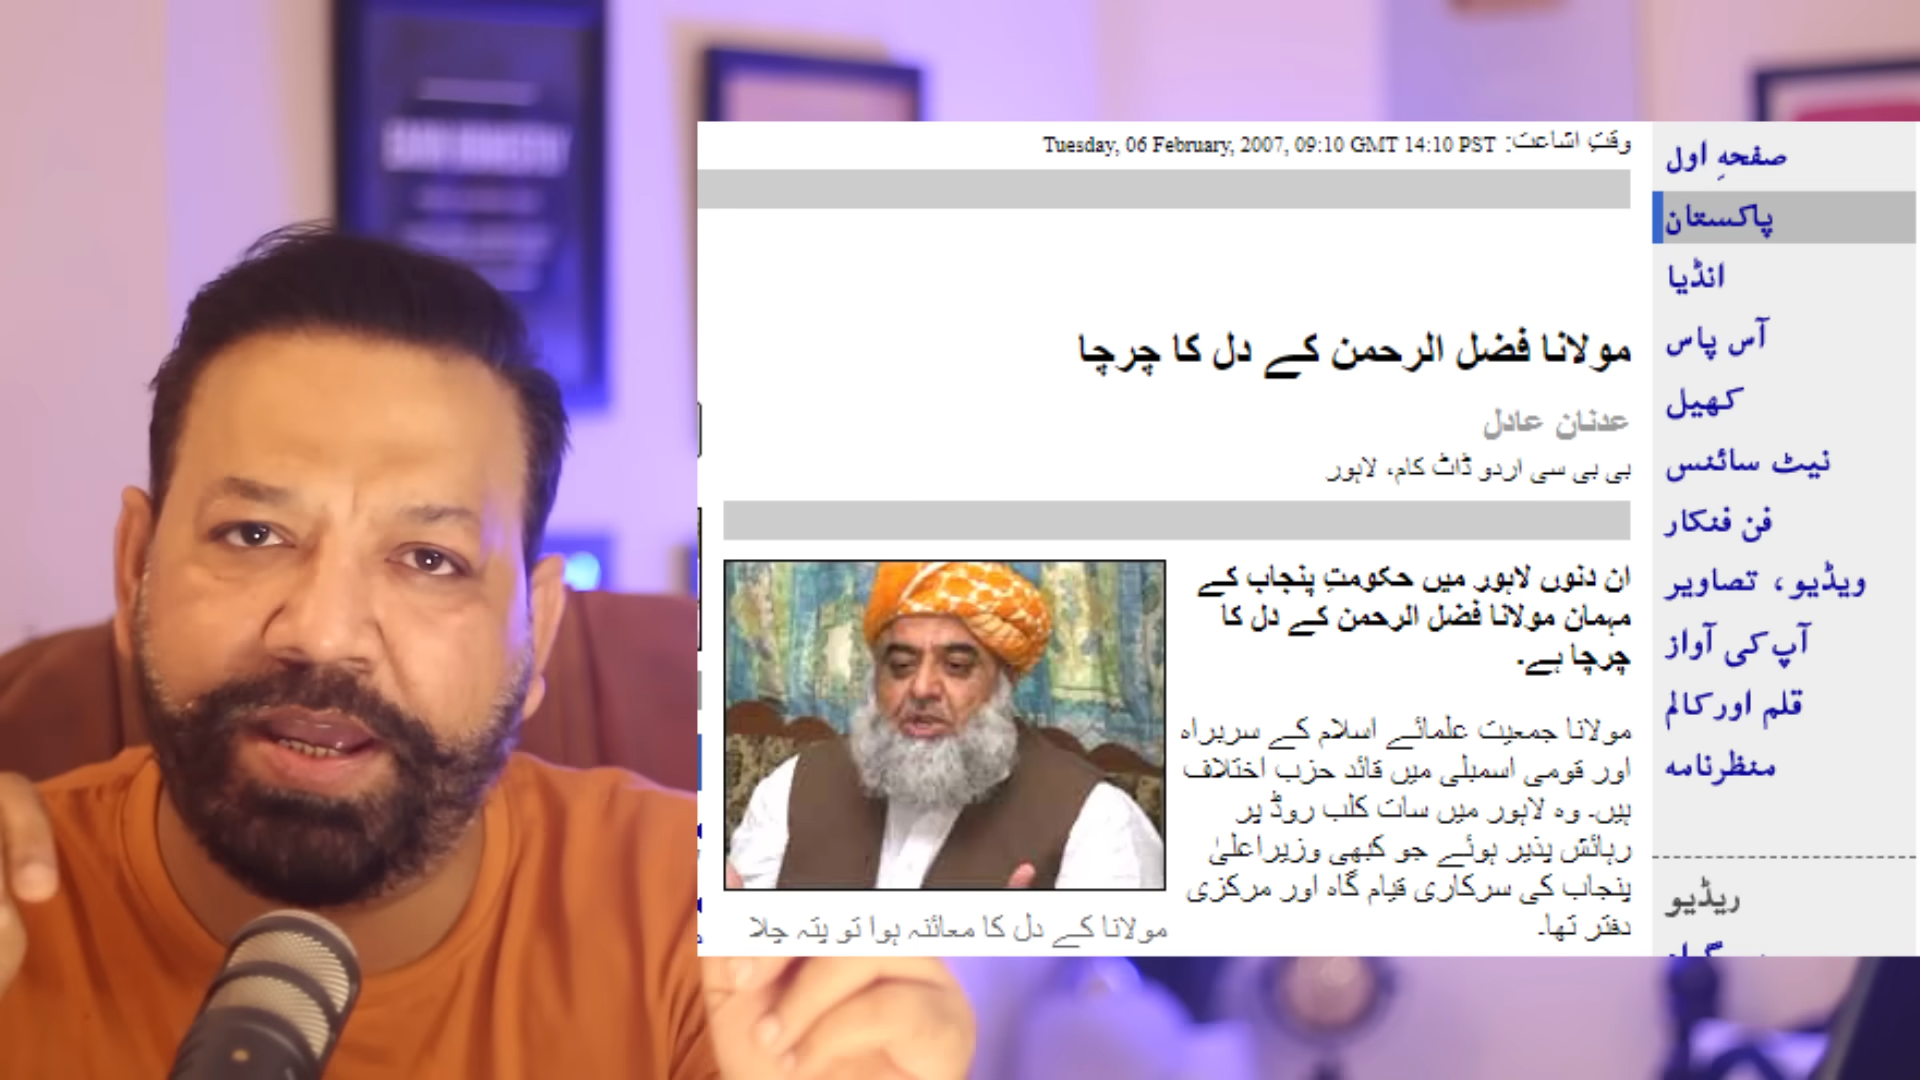 وقتِ اشاعت: Tuesday, 06 February, 2007, 09:10 GMT 14:10 PST
مولانا فضل الرحمن کے دل کا چرچا
عدنان عادل
بی بی سی اردو ڈاٹ کام، لاہور
ان دنوں لاہور میں حکومتِ پنجاب کے
مہمان مولانا فضل الرحمن کے دل کا
چرچا ہے۔
مولانا جمعیت علمائے اسلام کے سربراہ
اور قومی اسمبلی میں قائد حزب اختلاف
ہیں۔ وہ لاہور میں سات کلب روڈ پر
رہائش پذیر ہوئے جو کبھی وزیراعلیٰ
پنجاب کی سرکاری قیام گاہ اور مرکزی
دفتر تھا۔
مولانا کے دل کا معائنہ ہوا تو پتہ چلا
صفحہِ اول
پاکستان
انڈیا
آس پاس
کھیل
نیٹ سائنس
فن فنکار
ویڈیو، تصاویر
آپ کی آواز
قلم اور کالم
منظرنامہ
ریڈیو